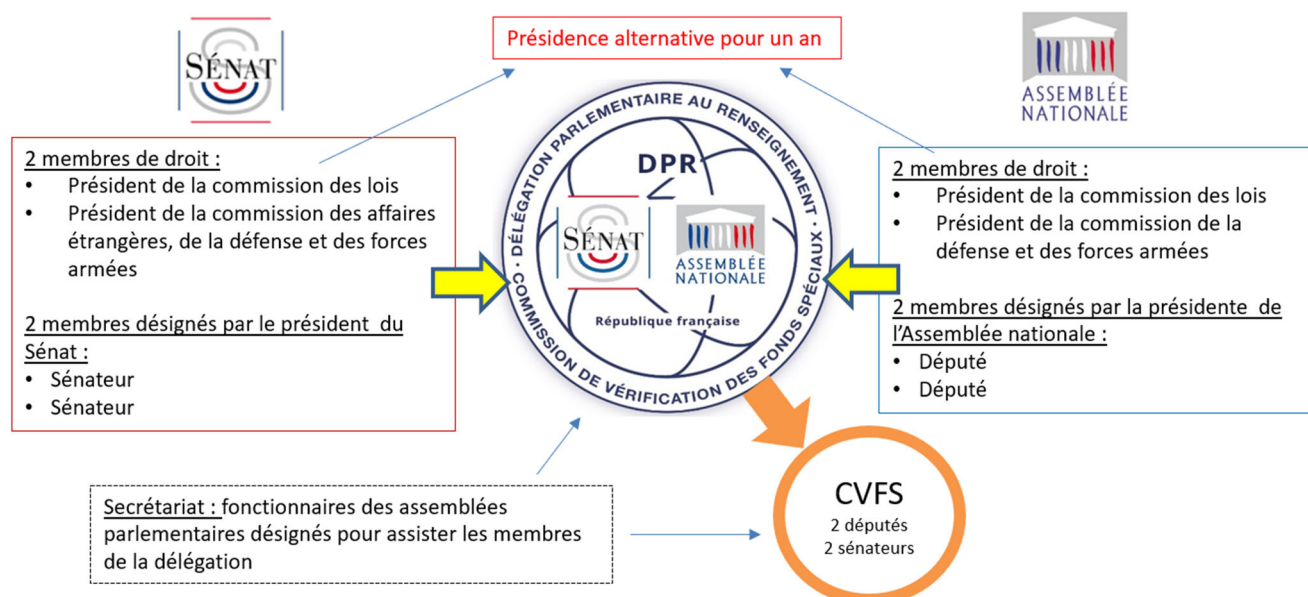 Présidence alternative pour un an
SÉNAT
ASSEMBLÉE
NATIONALE
2 membres de droit :
• Président de la commission des lois
• Président de la commission des affaires
étrangères, de la défense et des forces
armées
2 membres désignés par le président du
Sénat :
• Sénateur
• Sénateur
DÉLÉGATION PARLEMENTAIRE AU RENSEIGNEMENT •
COMMISSION DE VÉRIFICATION DES FONDS SPÉCIAUX •
DPR
SÉNAT
ASSEMBLÉE
NATIONALE
République française
2 membres de droit :
• Président de la commission des lois
• Président de la commission de la
défense et des forces armées
2 membres désignés par la présidente de
l’Assemblée nationale :
• Député
• Député
Secrétariat : fonctionnaires des assemblées
parlementaires désignés pour assister les membres
de la délégation
CVFS
2 députés
2 sénateurs